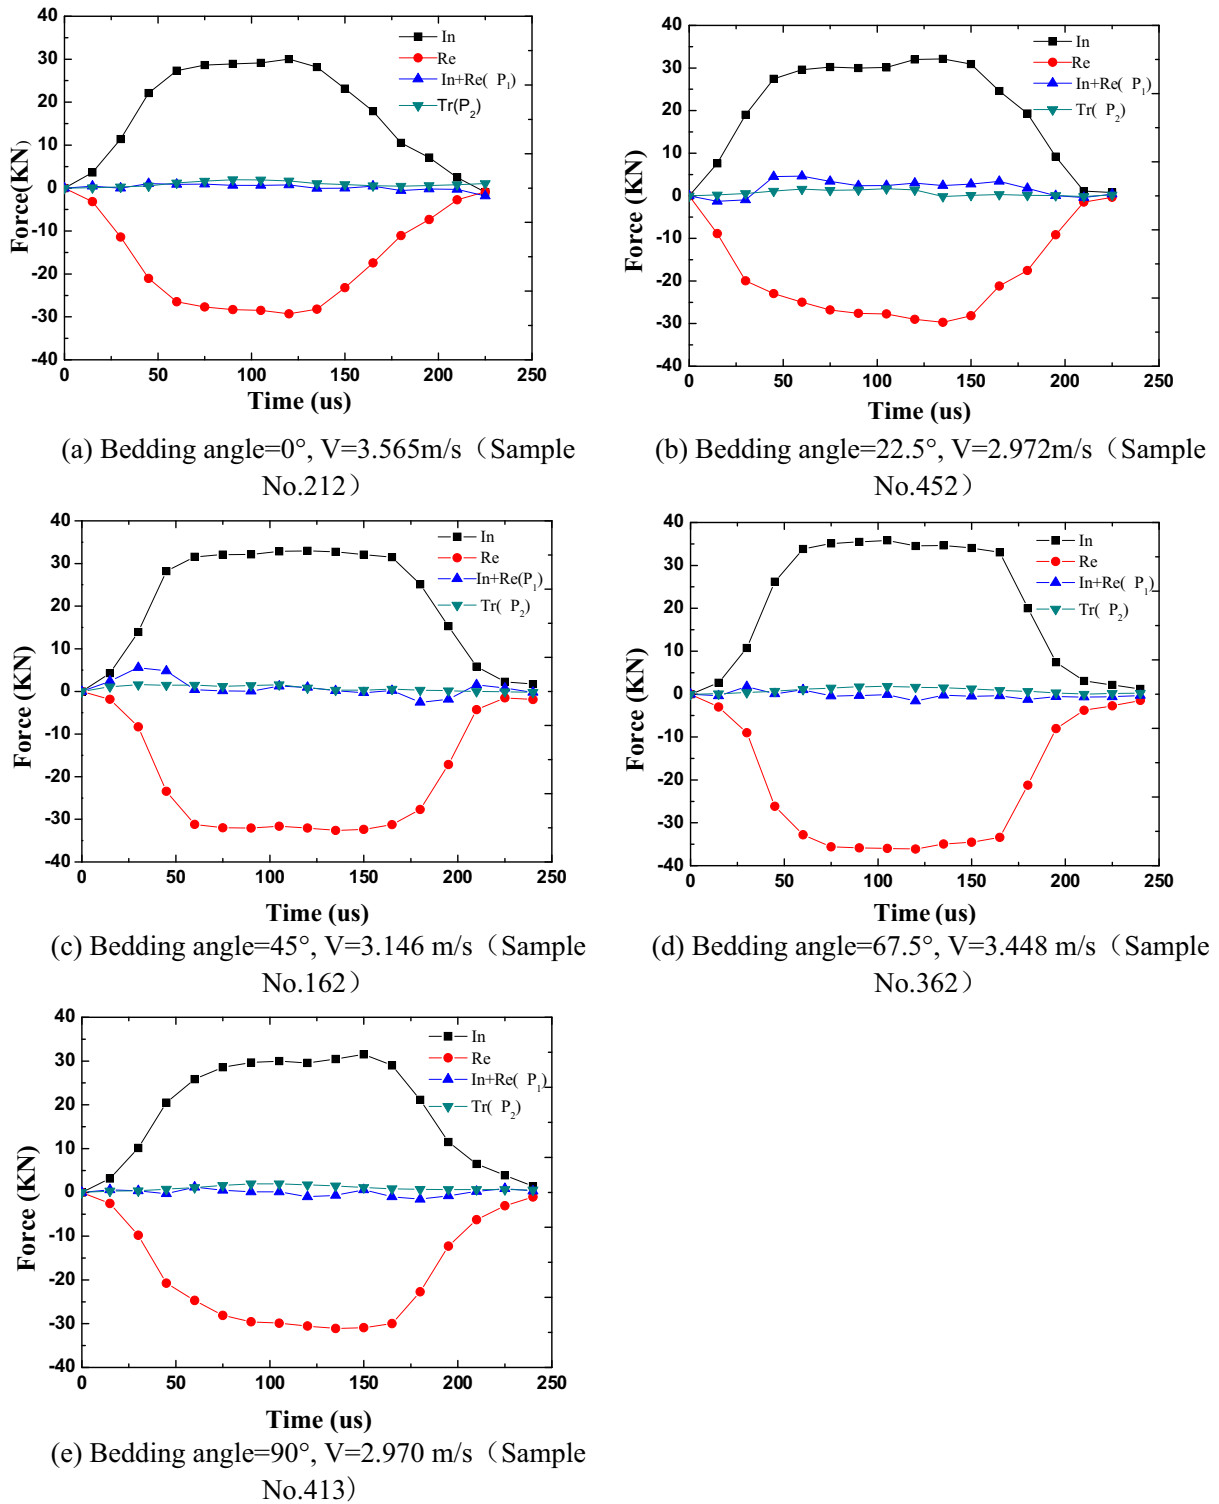 40
30
20
10
0
-10
-20
-30
-40
0 50 100 150 200 250
Force(KN)
Time (us)
In
Re
In+Re( P₁)
Tr(P₂)
(a) Bedding angle=0°, V=3.565m/s（Sample
No.212）
40
30
20
10
0
-10
-20
-30
-40
0 50 100 150 200 250
Force (KN)
Time (us)
In
Re
In+Re( P₁)
Tr( P₂)
(b) Bedding angle=22.5°, V=2.972m/s（Sample
No.452）
40
30
20
10
0
-10
-20
-30
-40
0 50 100 150 200 250
Force (KN)
Time (us)
In
Re
In+Re(P₁)
Tr( P₂)
(c) Bedding angle=45°, V=3.146 m/s（Sample
No.162）
40
30
20
10
0
-10
-20
-30
-40
0 50 100 150 200 250
Force (KN)
Time (us)
In
Re
In+Re( P₁)
Tr( P₂)
(d) Bedding angle=67.5°, V=3.448 m/s（Sample
No.362）
40
30
20
10
0
-10
-20
-30
-40
0 50 100 150 200 250
Force (KN)
Time (us)
In
Re
In+Re( P₁)
Tr( P₂)
(e) Bedding angle=90°, V=2.970 m/s（Sample
No.413）